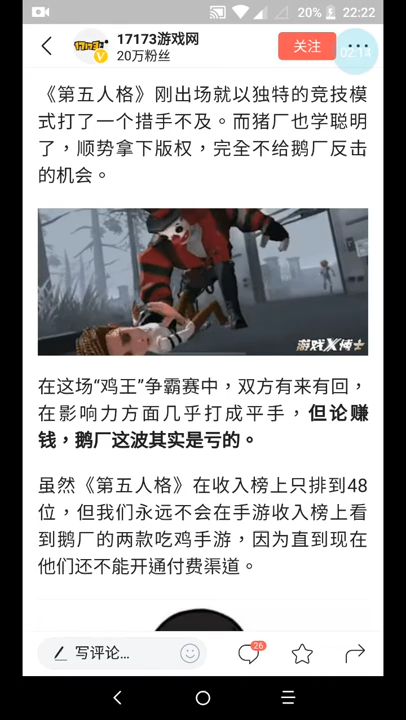 20% 22:22
17173
V
17173游戏网
20万粉丝
关注
02:14
《第五人格》刚出场就以独特的竞技模
式打了一个措手不及。而猪厂也学聪明
了，顺势拿下版权，完全不给鹅厂反击
的机会。
游戏X博士
在这场“鸡王”争霸赛中，双方有来有回，
在影响力方面几乎打成平手，但论赚
钱，鹅厂这波其实是亏的。
虽然《第五人格》在收入榜上只排到48
位，但我们永远不会在手游收入榜上看
到鹅厂的两款吃鸡手游，因为直到现在
他们还不能开通付费渠道。
写评论...
26